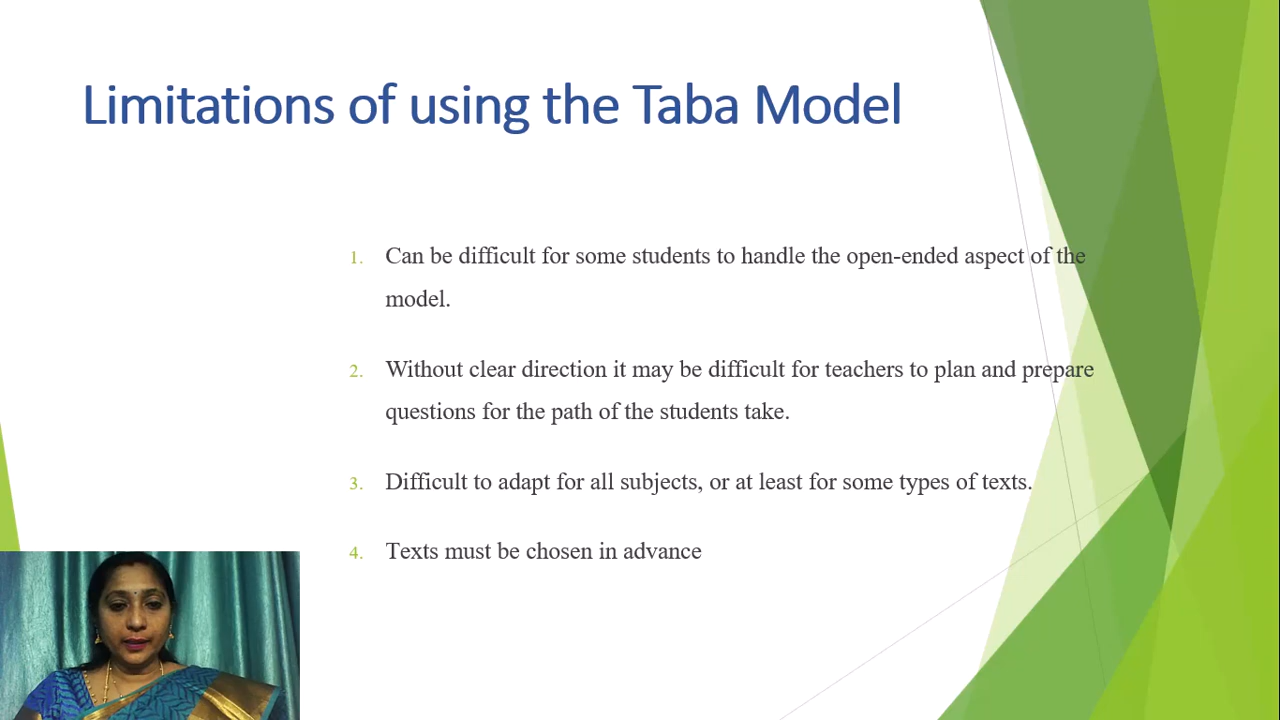 Limitations of using the Taba Model
1. Can be difficult for some students to handle the open-ended aspect of the
model.
2. Without clear direction it may be difficult for teachers to plan and prepare
questions for the path of the students take.
3. Difficult to adapt for all subjects, or at least for some types of texts.
4. Texts must be chosen in advance